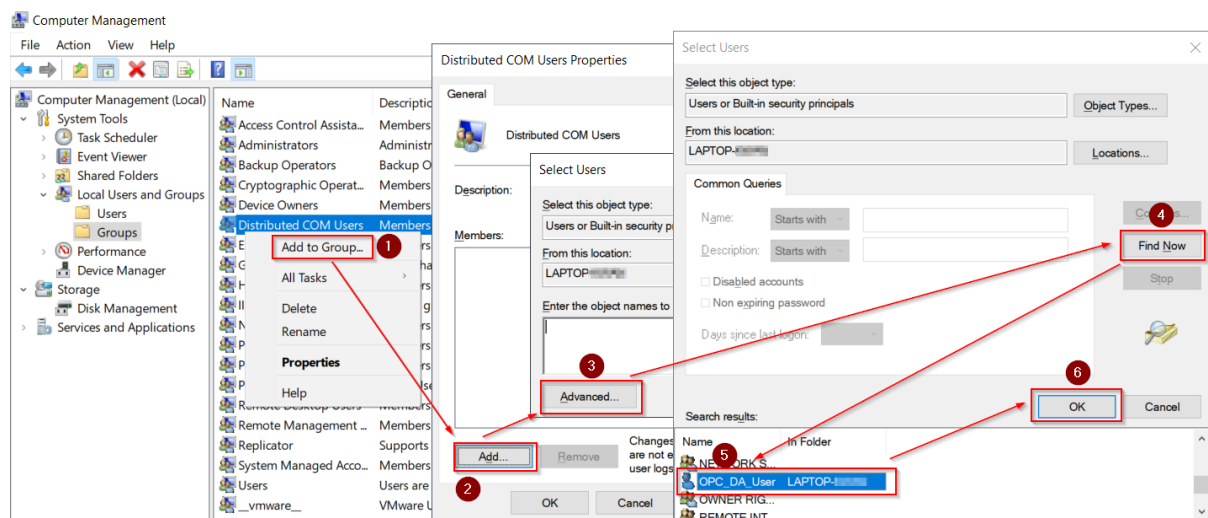 Computer Management
File Action View Help
Computer Management (Local)
System Tools
Task Scheduler
Event Viewer
Shared Folders
Local Users and Groups
Users
Groups
Performance
Device Manager
Storage
Disk Management
Services and Applications
Name Descriptic
Access Control Assista... Members
Administrators Administr
Backup Operators Backup O
Cryptographic Operat... Members
Device Owners Members
Distributed COM Users Members
Add to Group...
1
All Tasks
Delete
Rename
Properties
Help
Remote Desktop Users Members
Remote Management ... Members
Replicator Supports
System Managed Acco... Members
Users Users are
__vmware__ VMware U
Distributed COM Users Properties
General
Distributed COM Users
Description:
Members:
Add...
2
Remove
Changes
are not e
user logs
OK Cancel
Select Users
Select this object type:
Users or Built-in security p
From this location:
LAPTOP-
Enter the object names to
3
Advanced...
Select Users
Select this object type:
Users or Built-in security principals
Object Types...
From this location:
LAPTOP-
Locations...
Common Queries
Name: Starts with
4
Description: Starts with
Find Now
Disabled accounts
Stop
Non expiring password
Days since last logon:
6
OK Cancel
Search results:
Name In Folder
5
NETWORK S...
OPC_DA_User LAPTOP-
OWNER RIG...
REMOTE INT